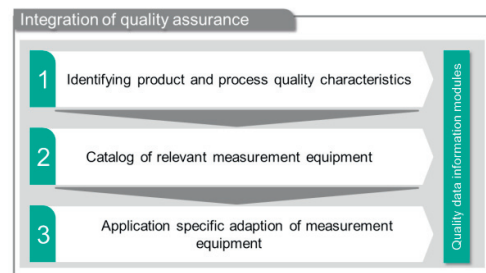 Integration of quality assurance
1
Identifying product and process quality characteristics
2
Catalog of relevant measurement equipment
3
Application specific adaption of measurement
equipment
Quality data information modules